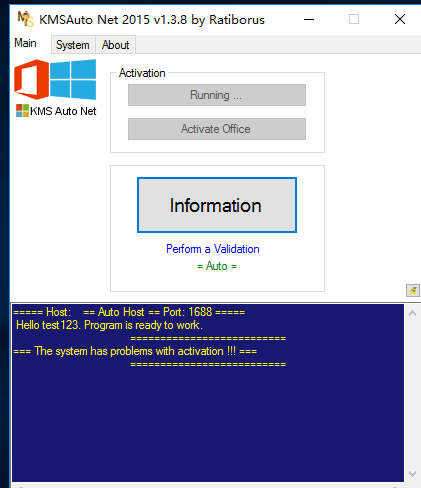 KMSAuto Net 2015 v1.3.8 by Ratiborus
Main System About
Activation
Running ...
Activate Office
KMS Auto Net
Information
Perform a Validation
= Auto =
===== Host: == Auto Host == Port: 1688 =====
Hello test123. Program is ready to work.
==========================
=== The system has problems with activation !!! ===
==========================